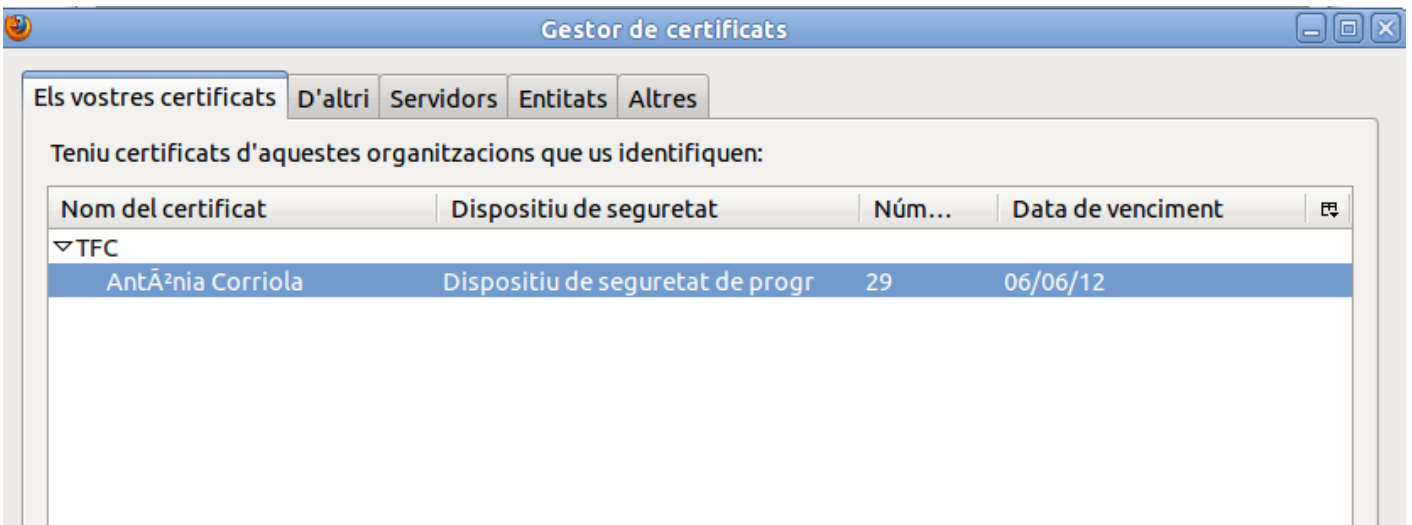 Gestor de certificats
Els vostres certificats D'altri Servidors Entitats Altres
Teniu certificats d'aquestes organitzacions que us identifiquen:
Nom del certificat Dispositiu de seguretat Núm... Data de venciment
TFC
AntÃ²nia Corriola Dispositiu de seguretat de progr 29 06/06/12